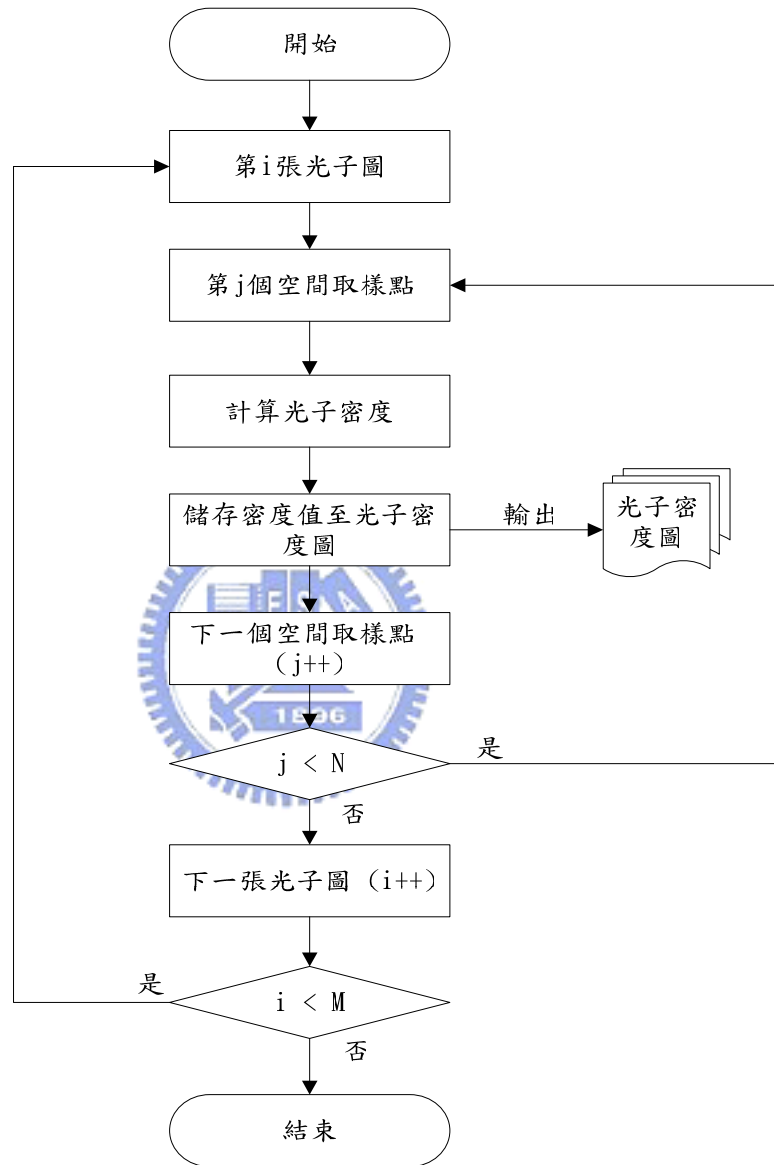 開始
第i張光子圖
第j個空間取樣點
計算光子密度
儲存密度值至光子密
度圖
輸出
光子密
度圖
下一個空間取樣點
(j++)
1896
j < N
是
否
下一張光子圖 (i++)
是
i < M
否
結束